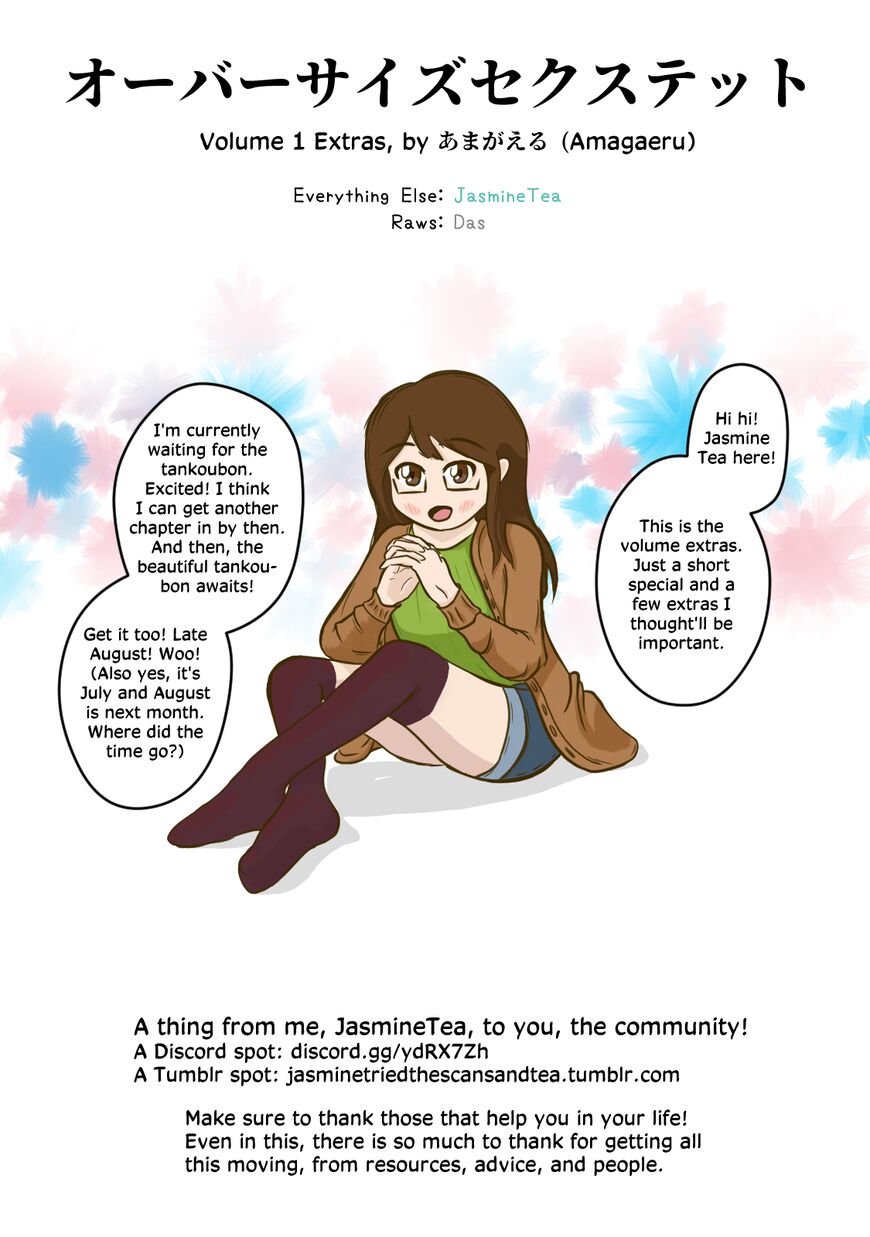 オーバーサイズセクステット
Volume 1 Extras, by あまがえる (Amagaeru)
Everything Else: JasmineTea
Raws: Das
Hi hi!
Jasmine
Tea here!
This is the
volume extras.
Just a short
special and a
few extras I
thought'll be
important.
I'm currently
waiting for the
tankoubon.
Excited! I think
I can get another
chapter in by then.
And then, the
beautiful tankou-
bon awaits!
Get it too! Late
August! Woo!
(Also yes, it's
July and August
is next month.
Where did the
time go?)
A thing from me, JasmineTea, to you, the community!
A Discord spot: discord.gg/ydRX7Zh
A Tumblr spot: jasminetriedthescansandtea.tumblr.com
Make sure to thank those that help you in your life!
Even in this, there is so much to thank for getting all
this moving, from resources, advice, and people.